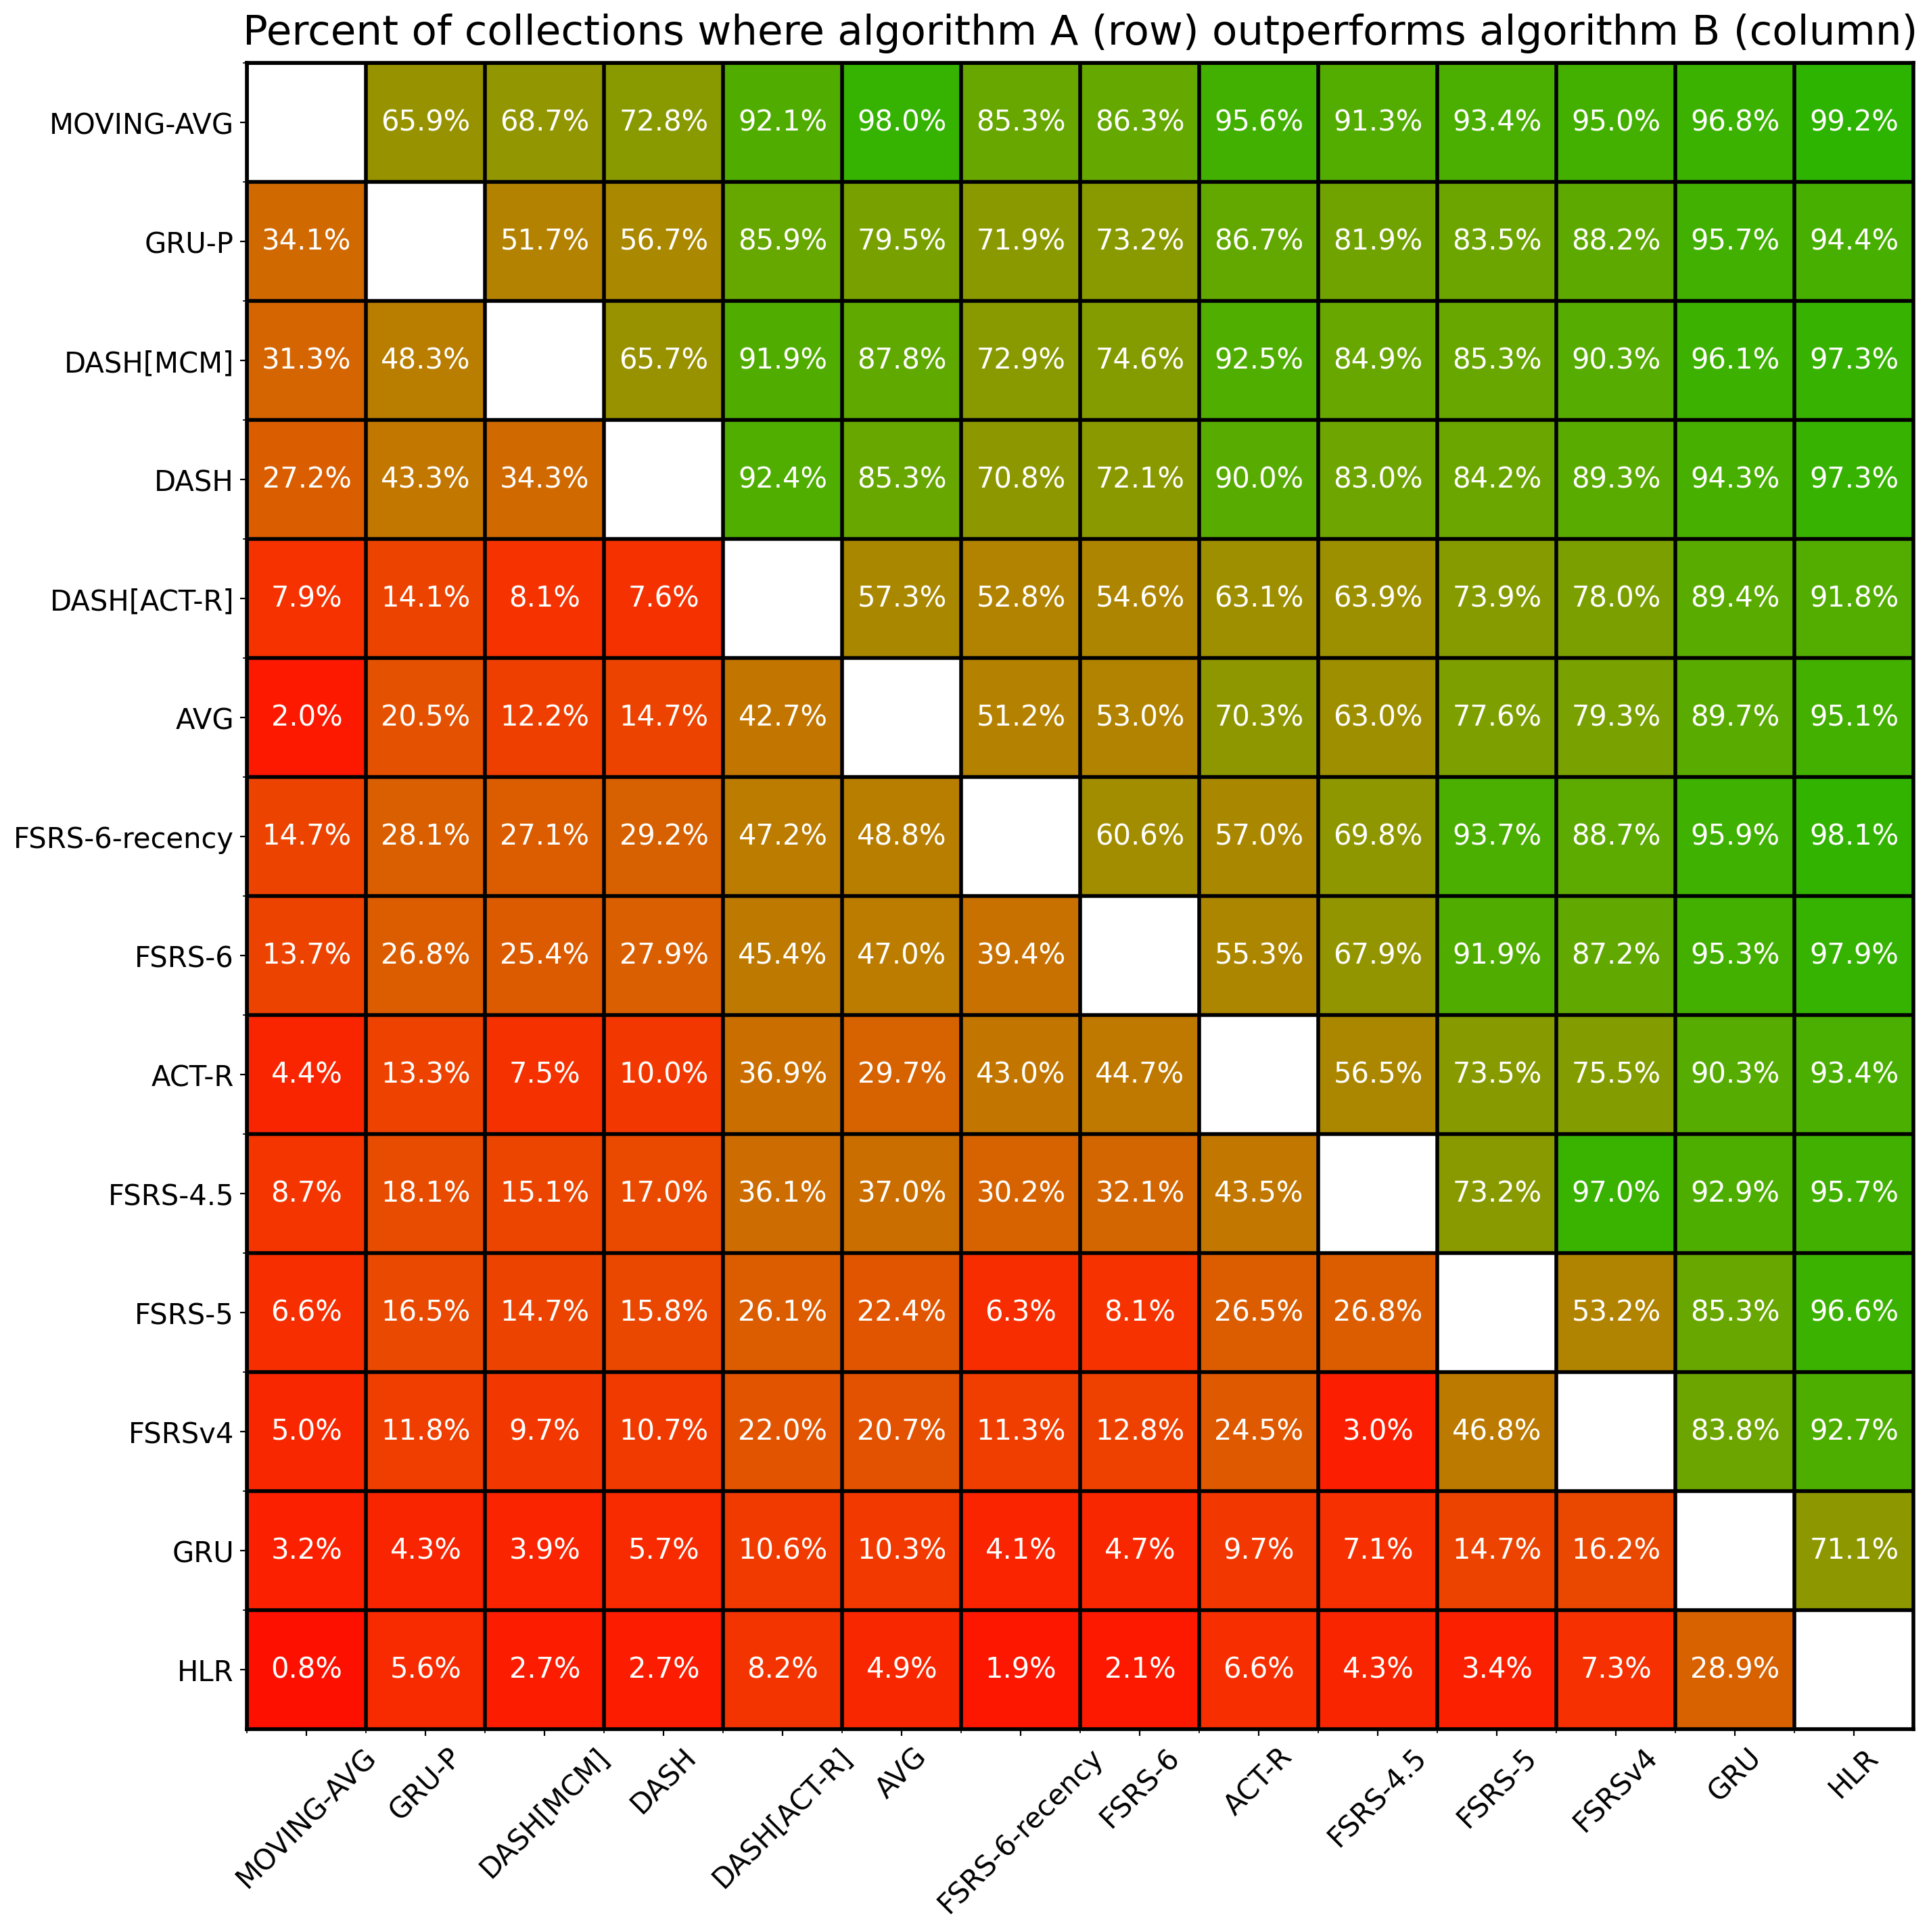 Percent of collections where algorithm A (row) outperforms algorithm B (column)
MOVING-AVG 65.9% 68.7% 72.8% 92.1% 98.0% 85.3% 86.3% 95.6% 91.3% 93.4% 95.0% 96.8% 99.2%
GRU-P 34.1% 51.7% 56.7% 85.9% 79.5% 71.9% 73.2% 86.7% 81.9% 83.5% 88.2% 95.7% 94.4%
DASH[MCM] 31.3% 48.3% 65.7% 91.9% 87.8% 72.9% 74.6% 92.5% 84.9% 85.3% 90.3% 96.1% 97.3%
DASH 27.2% 43.3% 34.3% 92.4% 85.3% 70.8% 72.1% 90.0% 83.0% 84.2% 89.3% 94.3% 97.3%
DASH[ACT-R] 7.9% 14.1% 8.1% 7.6% 57.3% 52.8% 54.6% 63.1% 63.9% 73.9% 78.0% 89.4% 91.8%
AVG 2.0% 20.5% 12.2% 14.7% 42.7% 51.2% 53.0% 70.3% 63.0% 77.6% 79.3% 89.7% 95.1%
FSRS-6-recency 14.7% 28.1% 27.1% 29.2% 47.2% 48.8% 60.6% 57.0% 69.8% 93.7% 88.7% 95.9% 98.1%
FSRS-6 13.7% 26.8% 25.4% 27.9% 45.4% 47.0% 39.4% 55.3% 67.9% 91.9% 87.2% 95.3% 97.9%
ACT-R 4.4% 13.3% 7.5% 10.0% 36.9% 29.7% 43.0% 44.7% 56.5% 73.5% 75.5% 90.3% 93.4%
FSRS-4.5 8.7% 18.1% 15.1% 17.0% 36.1% 37.0% 30.2% 32.1% 43.5% 73.2% 97.0% 92.9% 95.7%
FSRS-5 6.6% 16.5% 14.7% 15.8% 26.1% 22.4% 6.3% 8.1% 26.5% 26.8% 53.2% 85.3% 96.6%
FSRSv4 5.0% 11.8% 9.7% 10.7% 22.0% 20.7% 11.3% 12.8% 24.5% 3.0% 46.8% 83.8% 92.7%
GRU 3.2% 4.3% 3.9% 5.7% 10.6% 10.3% 4.1% 4.7% 9.7% 7.1% 14.7% 16.2% 71.1%
HLR 0.8% 5.6% 2.7% 2.7% 8.2% 4.9% 1.9% 2.1% 6.6% 4.3% 3.4% 7.3% 28.9%
MOVING-AVG GRU-P DASH[MCM] DASH DASH[ACT-R] AVG FSRS-6-recency FSRS-6 ACT-R FSRS-4.5 FSRS-5 FSRSv4 GRU HLR